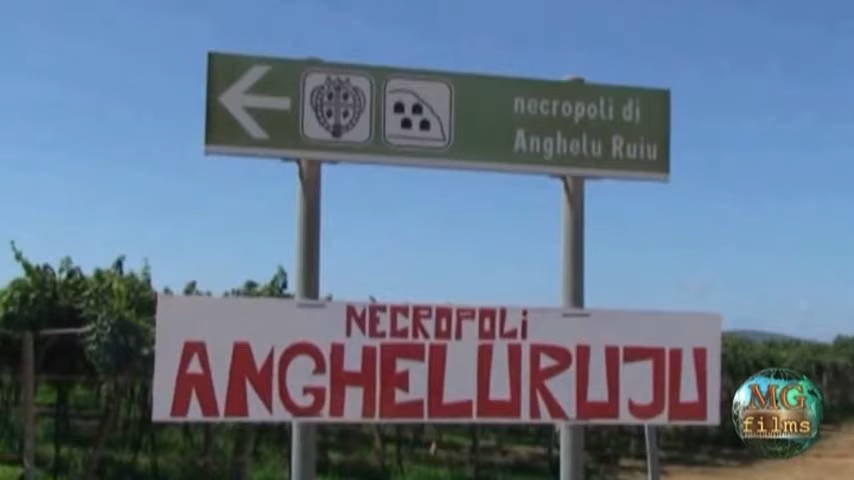 necropoli di
Anghelu Ruiu
NECROPOLi
ANGHELURUJU
MG
films